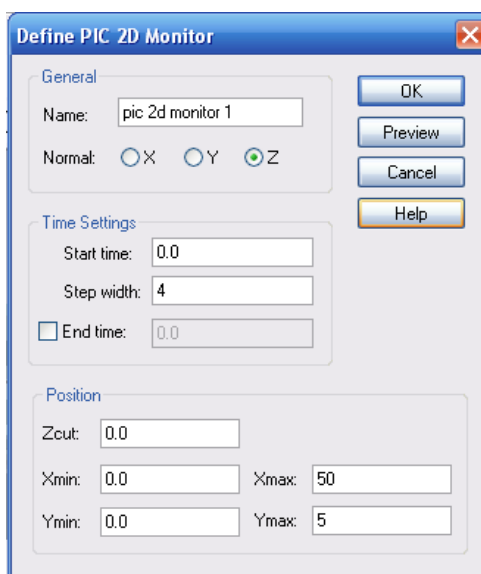 Define PIC 2D Monitor
General
Name: pic 2d monitor 1
Normal: X Y Z
OK
Preview
Cancel
Help
Time Settings
Start time: 0.0
Step width: 4
End time: 0.0
Position
Zcut: 0.0
Xmin: 0.0 Xmax: 50
Ymin: 0.0 Ymax: 5